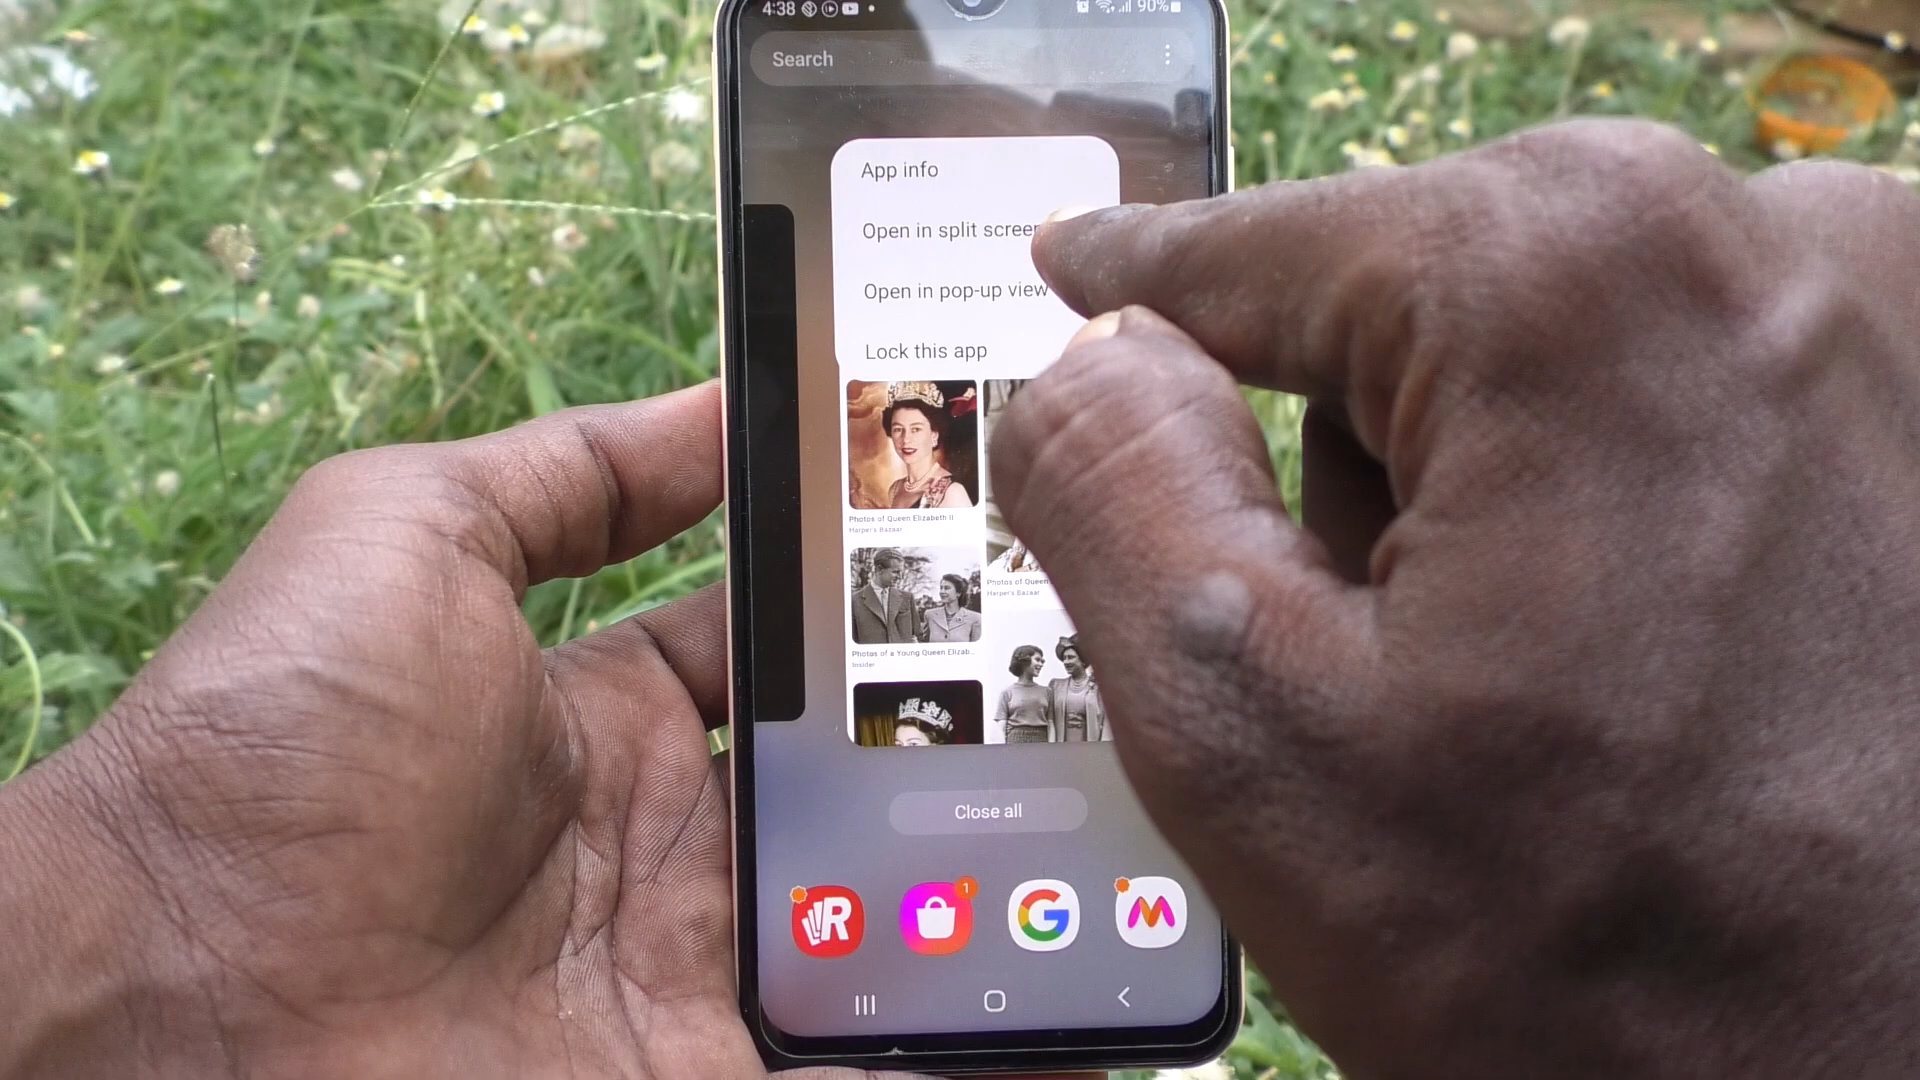 4:38
90%
Search
App info
Open in split screen
Open in pop-up view
Lock this app
Photos of Queen Elizabeth II
Harper's Bazaar
Photos of Queen
Harper's Bazaar
Photos of a Young Queen Elizab...
Insider
Close all
R
1
G
M